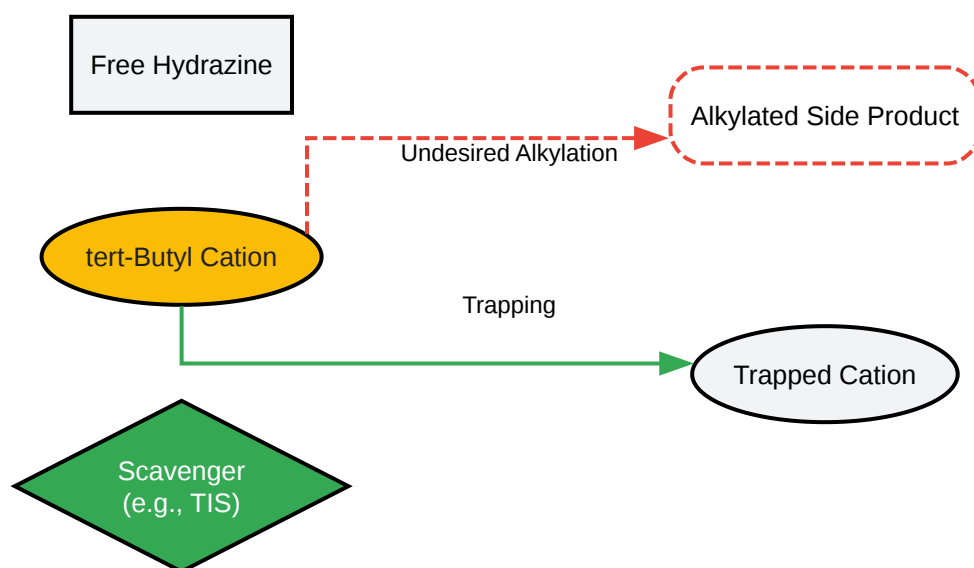 Free Hydrazine
Alkylated Side Product
Undesired Alkylation
tert-Butyl Cation
Trapping
Trapped Cation
Scavenger
(e.g., TIS)